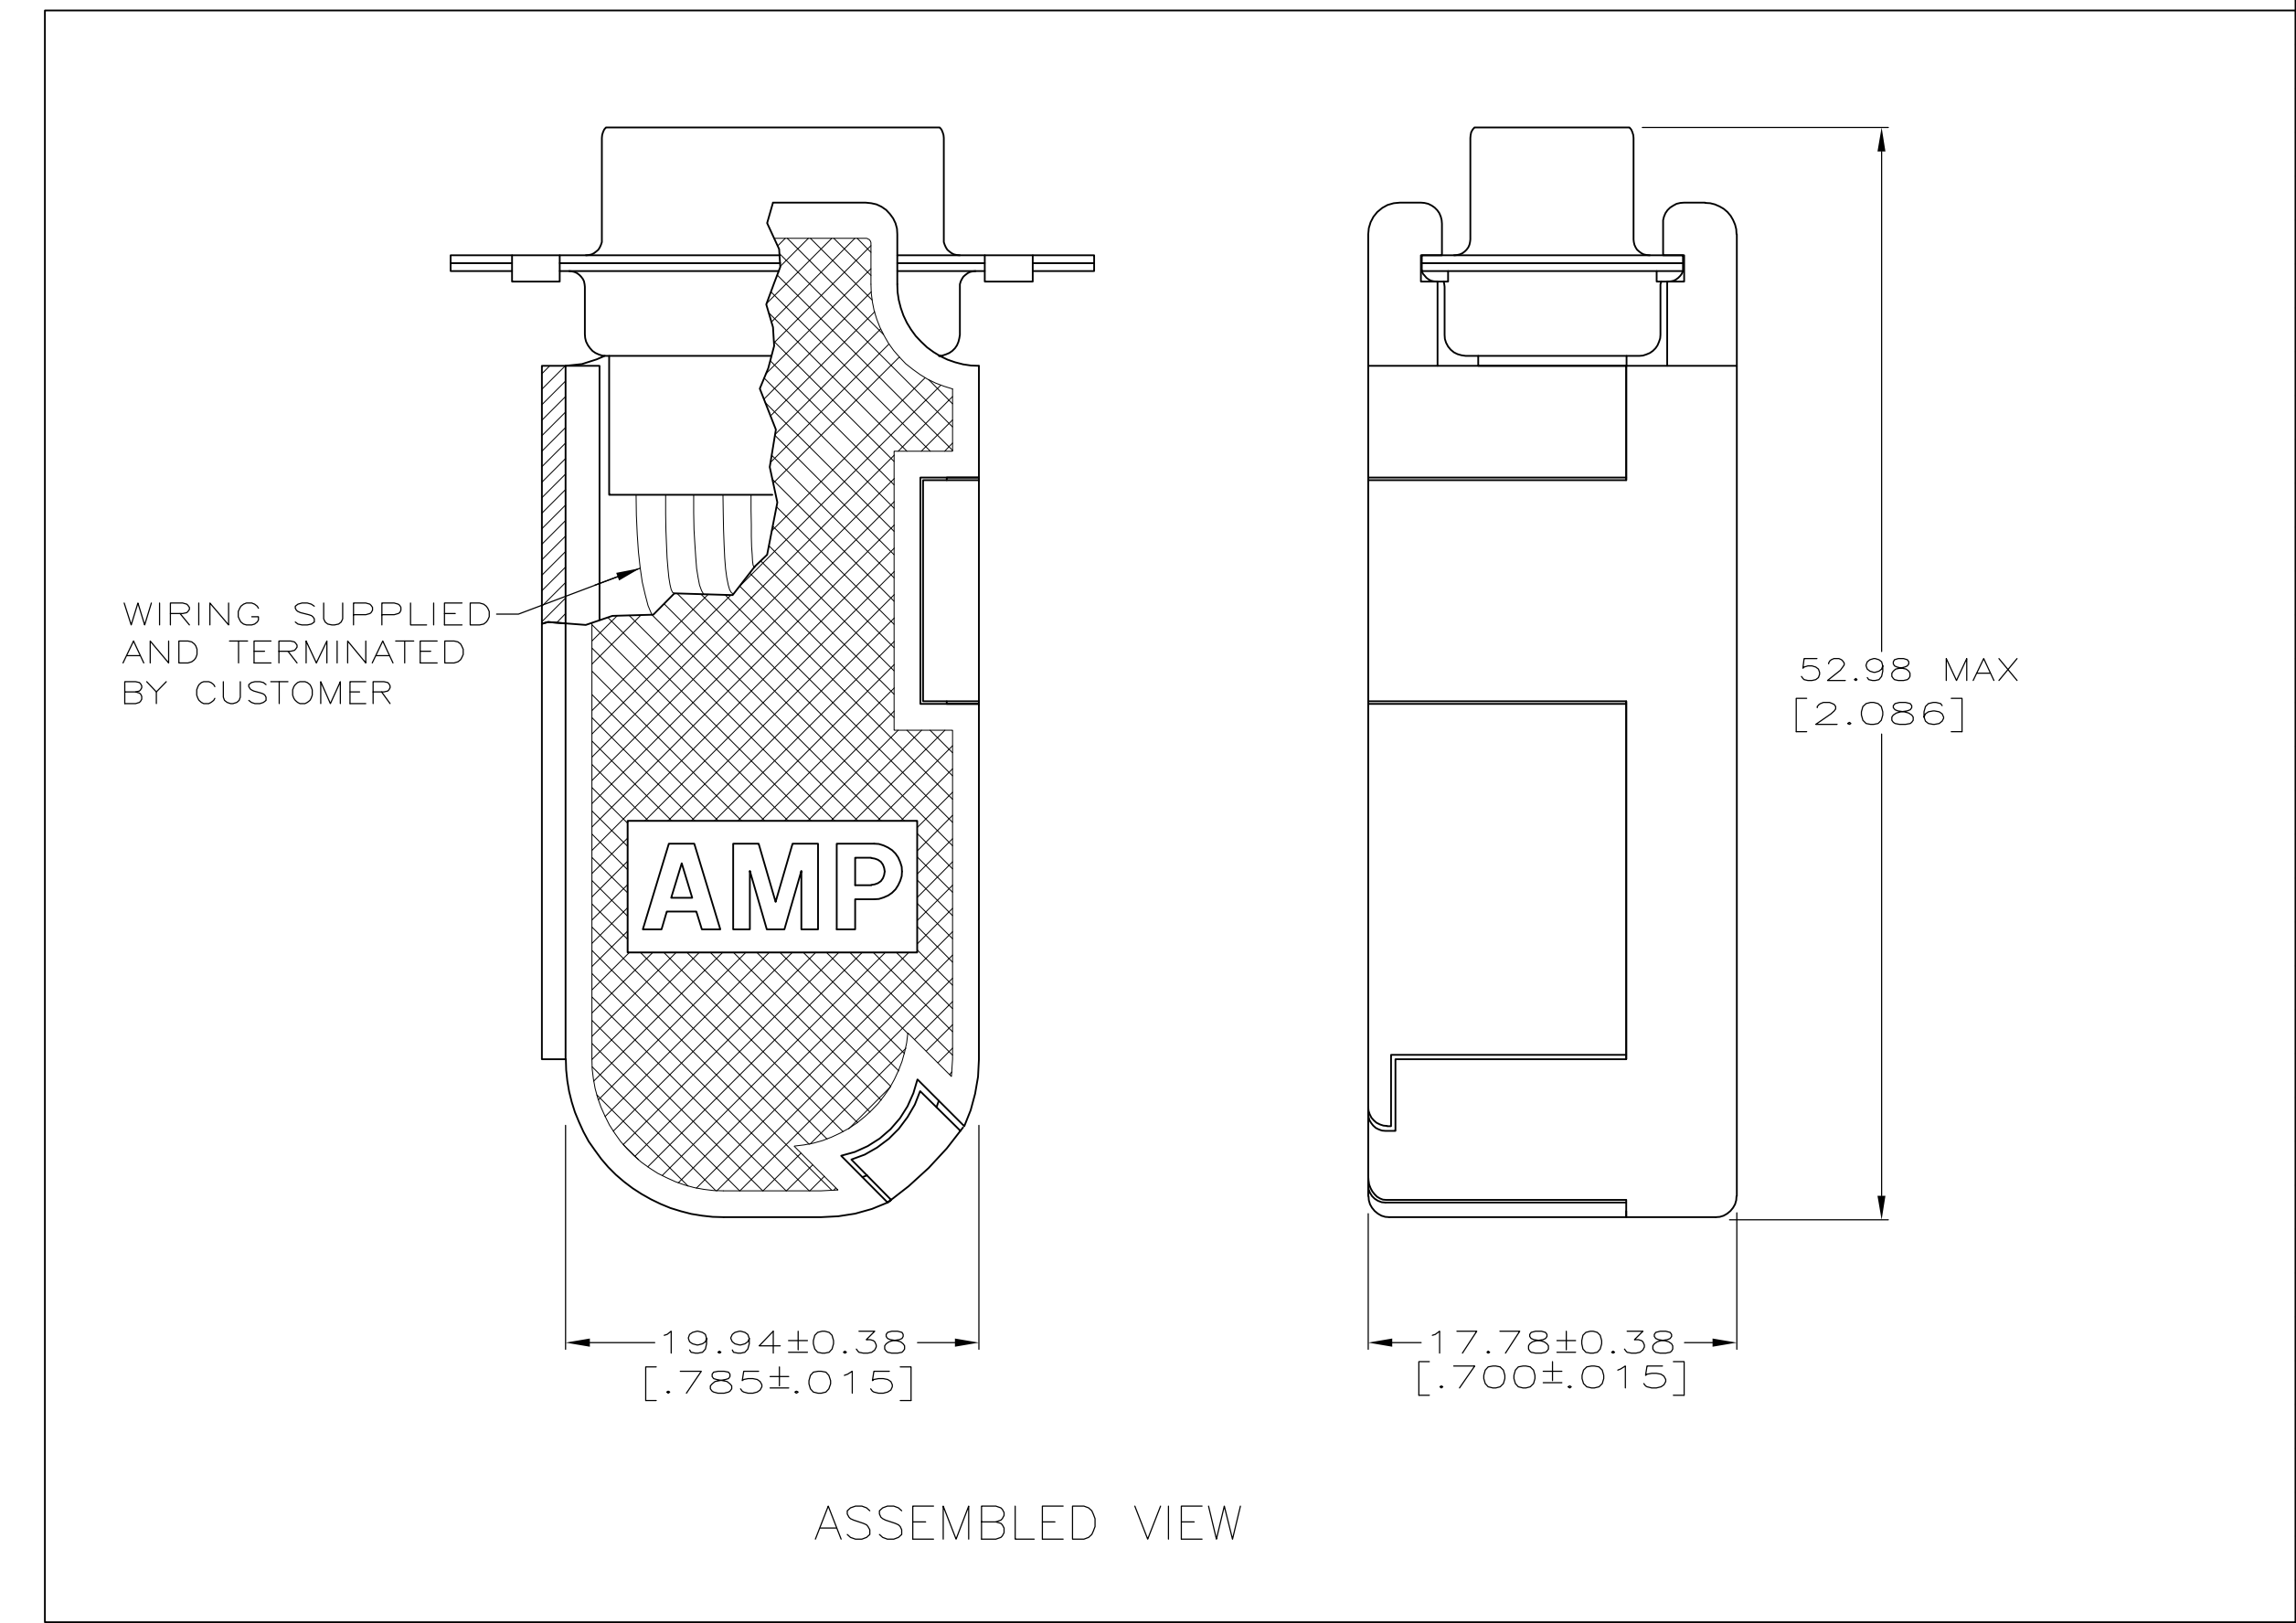 WIRING SUPPLIED
AND TERMINATED
BY CUSTOMER
AMP
52.98 MAX
[2.086]
19.94±0.38
[.785±.015]
17.78±0.38
[.700±.015]
ASSEMBLED VIEW